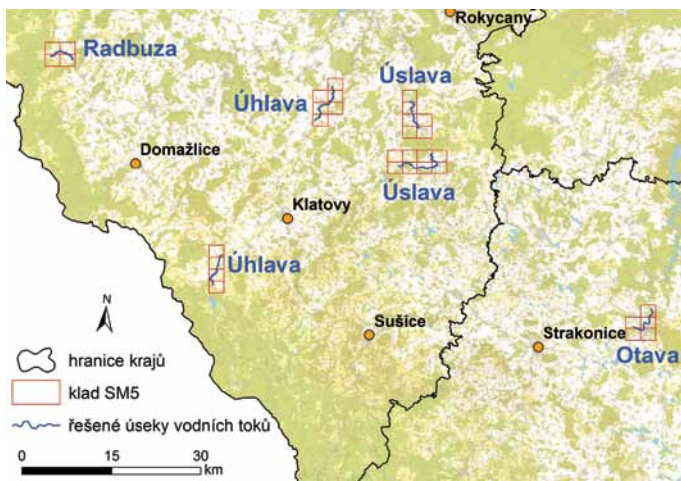 Rokycany
Radbuza
Úhlava
Úslava
Domažlice
Úslava
Klatovy
Úhlava
N
Sušice
Strakonice
Otava
hranice krajů
klad SM5
řešené úseky vodních toků
0 15 30
km